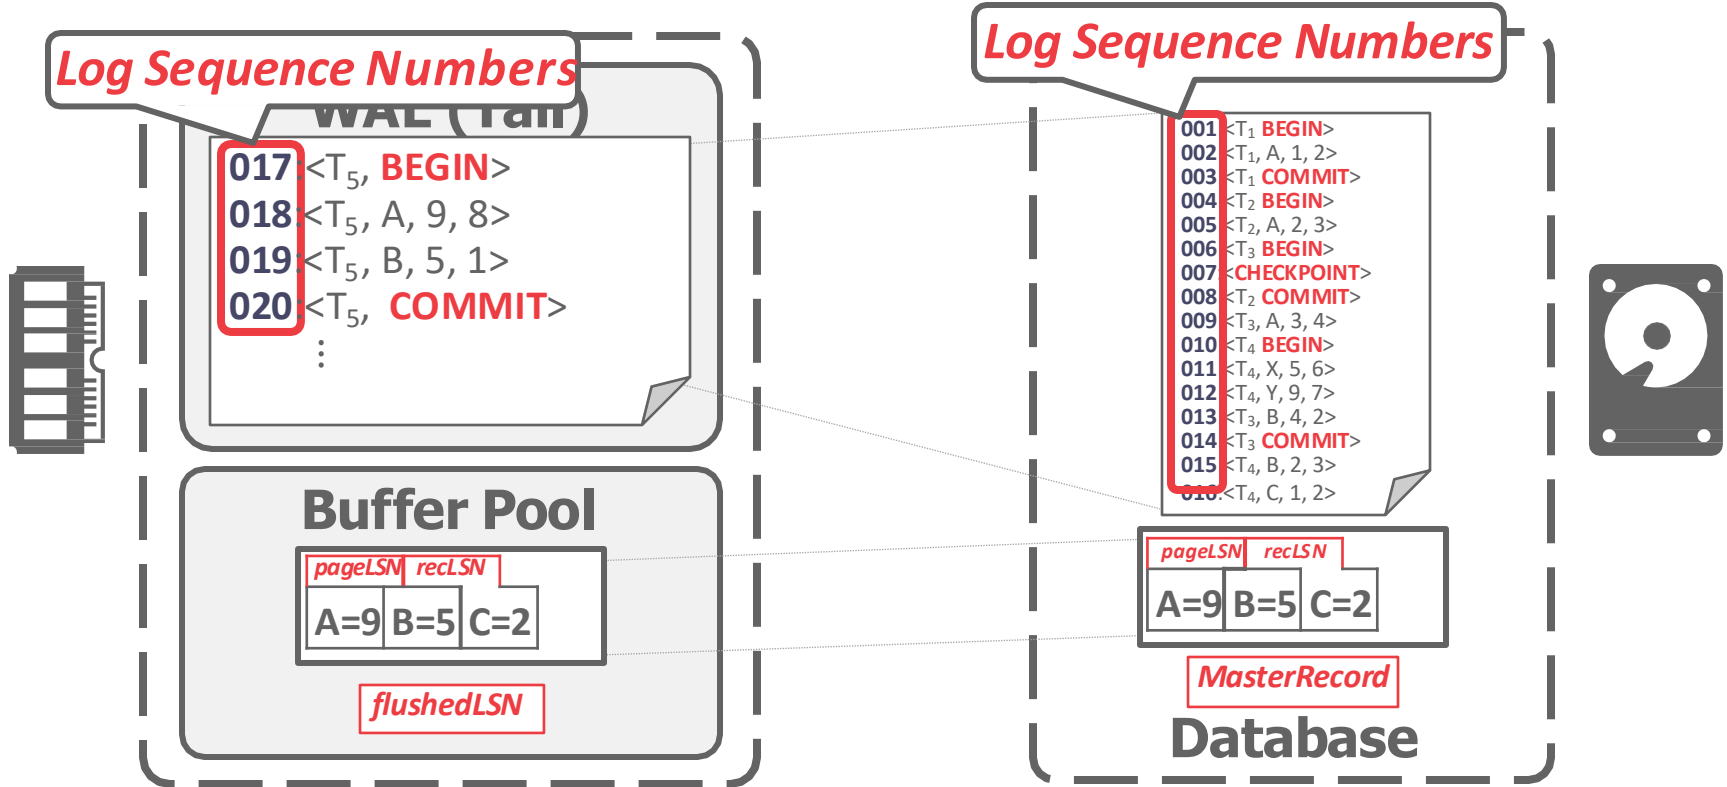 Log Sequence Numbers
WAL (Tail)
017:<T5, BEGIN>
018:<T5, A, 9, 8>
019:<T5, B, 5, 1>
020:<T5, COMMIT>
⋮
Buffer Pool
pageLSN recLSN
A=9 B=5 C=2
flushedLSN
Log Sequence Numbers
001:<T1 BEGIN>
002:<T1, A, 1, 2>
003:<T1 COMMIT>
004:<T2 BEGIN>
005:<T2, A, 2, 3>
006:<T3 BEGIN>
007:<CHECKPOINT>
008:<T2 COMMIT>
009:<T3, A, 3, 4>
010:<T4 BEGIN>
011:<T4, X, 5, 6>
012:<T4, Y, 9, 7>
013:<T3, B, 4, 2>
014:<T3 COMMIT>
015:<T4, B, 2, 3>
016:<T4, C, 1, 2>
pageLSN recLSN
A=9 B=5 C=2
MasterRecord
Database